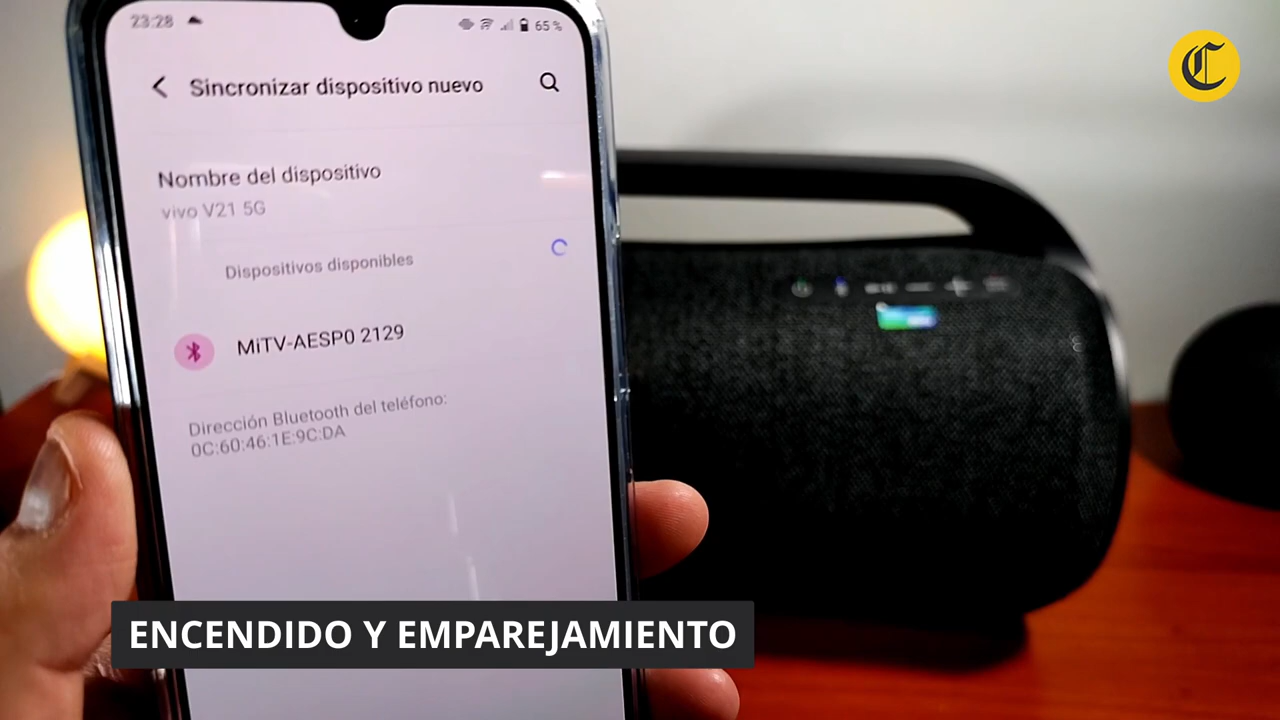 23:28
65%
Sincronizar dispositivo nuevo
Nombre del dispositivo
vivo V21 5G
Dispositivos disponibles
MiTV-AESP0 2129
Dirección Bluetooth del teléfono:
0C:60:46:1E:9C:DA
C
ENCENDIDO Y EMPAREJAMIENTO